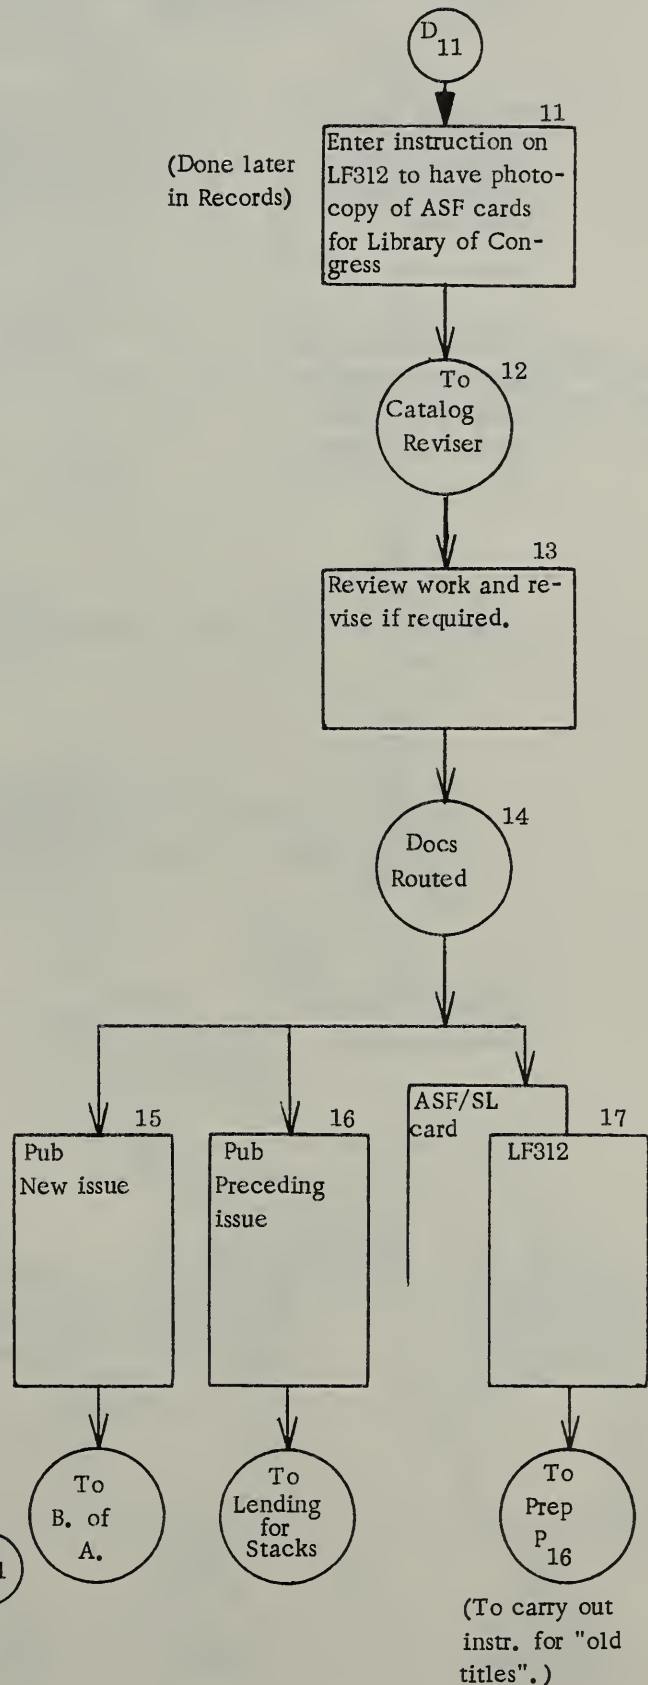 D
11
11
Enter instruction on
LF312 to have photo-
copy of ASF cards
for Library of Con-
gress
(Done later
in Records)
12
To
Catalog
Reviser
13
Review work and re-
vise if required.
14
Docs
Routed
15
Pub
New issue
16
Pub
Preceding
issue
ASF/SL
card
17
LF312
To
B. of
A.
To
Lending
for
Stacks
To
Prep
P
16
(To carry out
instr. for "old
titles".)
1